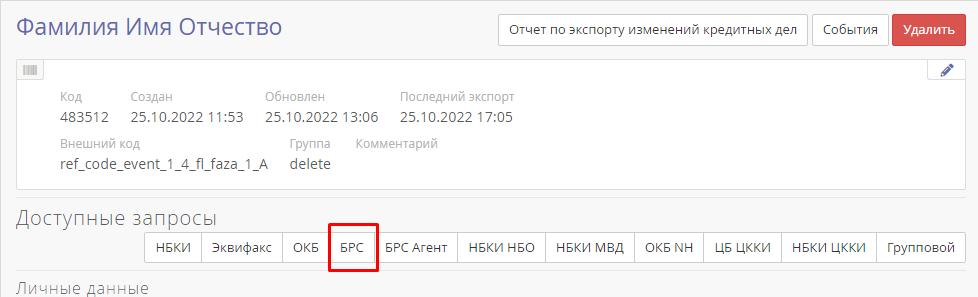 Фамилия Имя Отчество
Отчет по экспорту изменений кредитных дел События Удалить
Код Создан Обновлен Последний экспорт
483512 25.10.2022 11:53 25.10.2022 13:06 25.10.2022 17:05
Внешний код Группа Комментарий
ref_code_event_1_4_fl_faza_1_A delete
Доступные запросы
НБКИ Эквифакс ОКБ БРС БРС Агент НБКИ НБО НБКИ МВД ОКБ NH ЦБ ЦККИ НБКИ ЦККИ Групповой
Личные данные